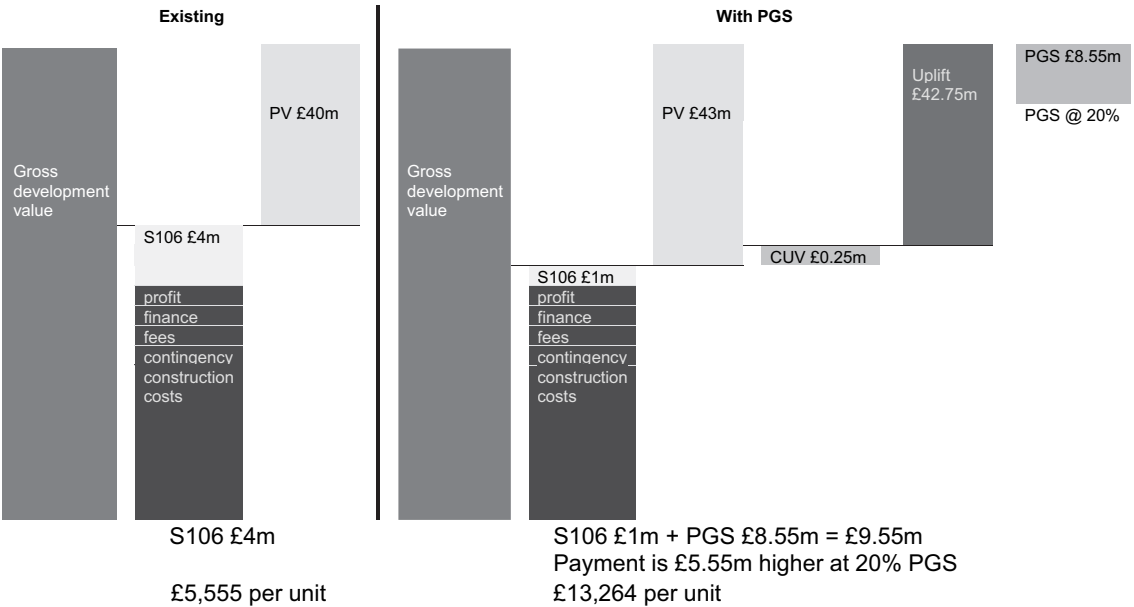 Existing
Gross
development
value
PV £40m
S106 £4m
profit
finance
fees
contingency
construction
costs
S106 £4m
£5,555 per unit
With PGS
Gross
development
value
PV £43m
S106 £1m
profit
finance
fees
contingency
construction
costs
CUV £0.25m
Uplift
£42.75m
PGS £8.55m
PGS @ 20%
S106 £1m + PGS £8.55m = £9.55m
Payment is £5.55m higher at 20% PGS
£13,264 per unit